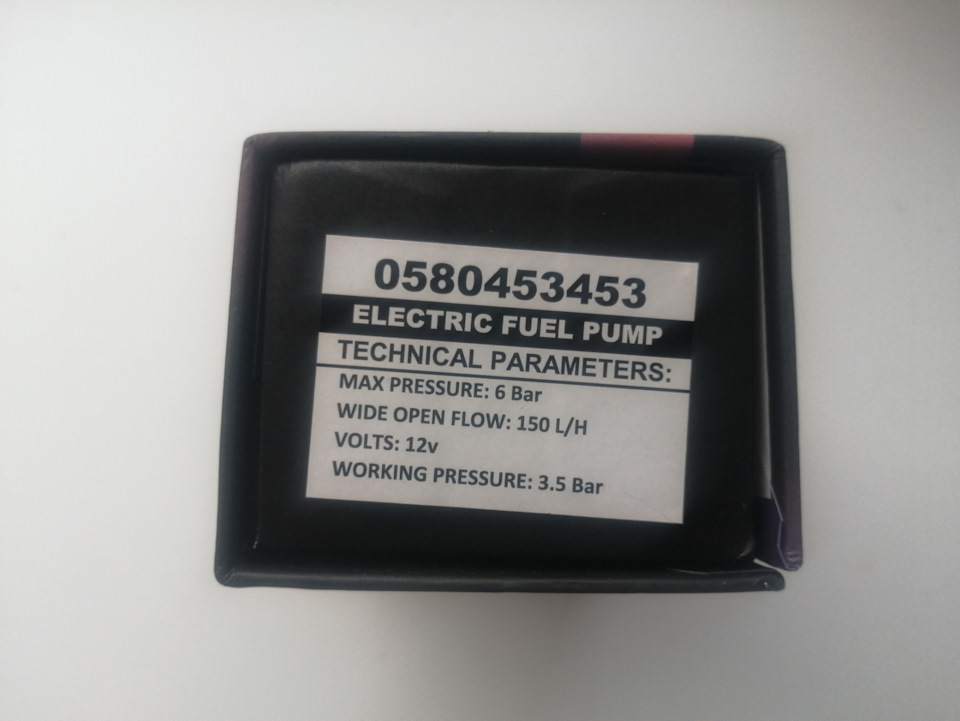 0580453453
ELECTRIC FUEL PUMP
TECHNICAL PARAMETERS:
MAX PRESSURE: 6 Bar
WIDE OPEN FLOW: 150 L/H
VOLTS: 12v
WORKING PRESSURE: 3.5 Bar